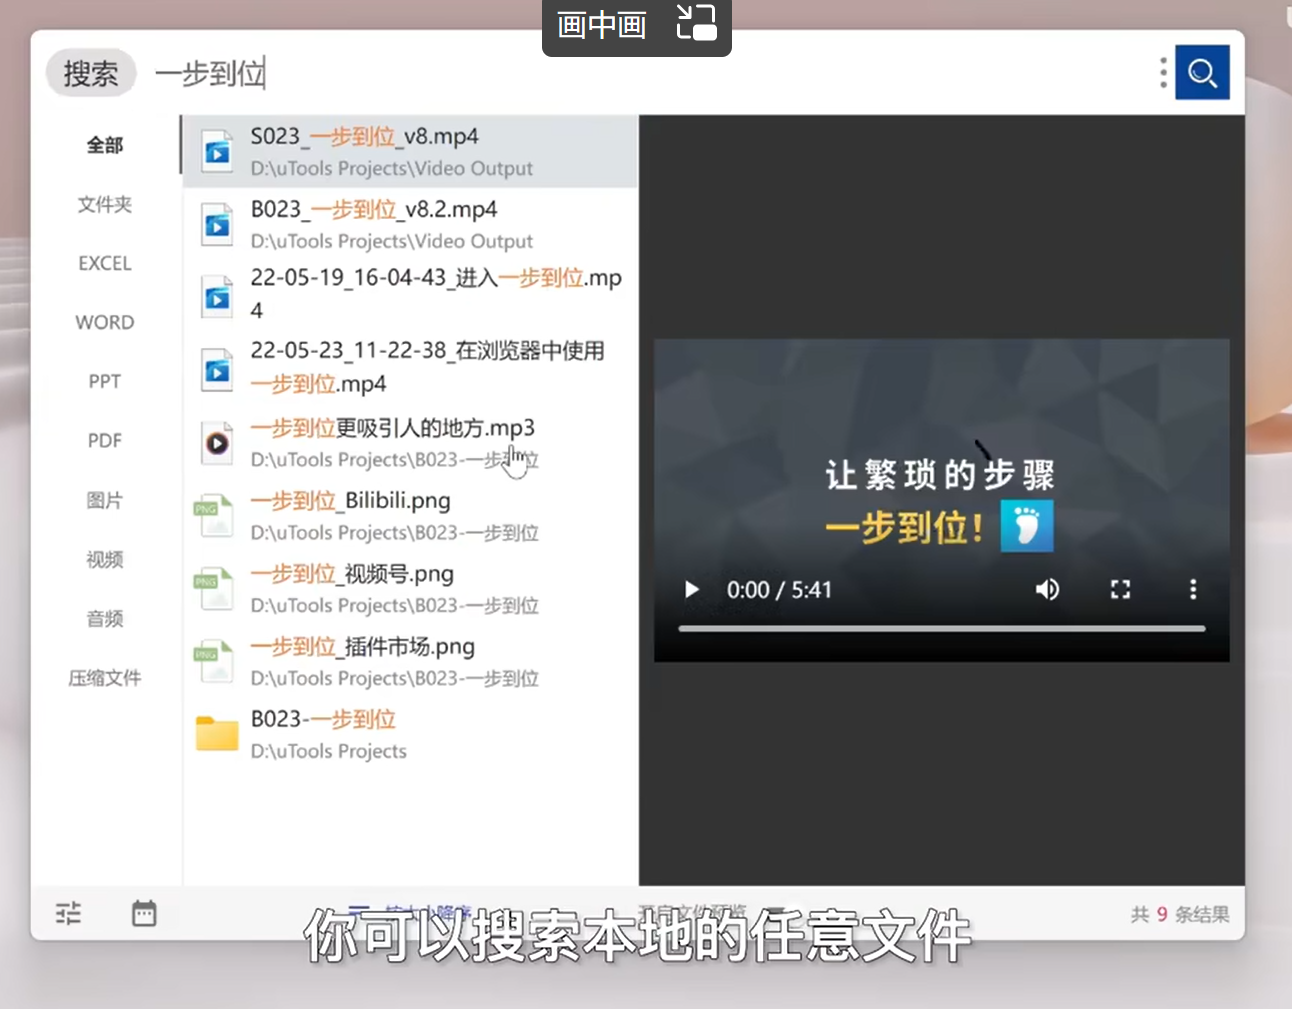 画中画
搜索
一步到位
全部
文件夹
EXCEL
WORD
PPT
PDF
图片
视频
音频
压缩文件
S023_一步到位_v8.mp4
D:\uTools Projects\Video Output
B023_一步到位_v8.2.mp4
D:\uTools Projects\Video Output
22-05-19_16-04-43_进入一步到位.mp
4
22-05-23_11-22-38_在浏览器中使用
一步到位.mp4
一步到位更吸引人的地方.mp3
D:\uTools Projects\B023-一步到位
PNG
一步到位_Bilibili.png
D:\uTools Projects\B023-一步到位
PNG
一步到位_视频号.png
D:\uTools Projects\B023-一步到位
PNG
一步到位_插件市场.png
D:\uTools Projects\B023-一步到位
B023-一步到位
D:\uTools Projects
让繁琐的步骤
一步到位!
0:00 / 5:41
共 9 条结果
你可以搜索本地的任意文件